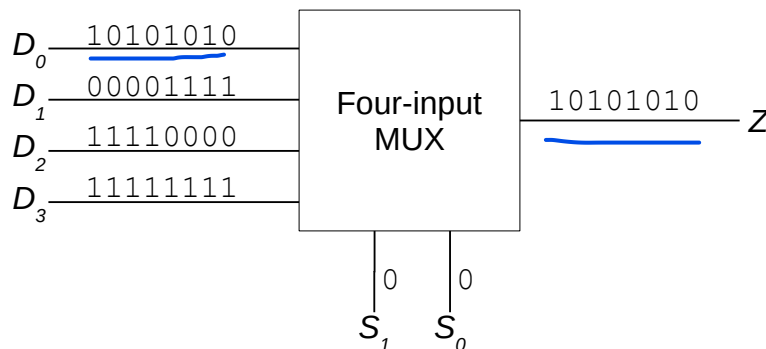 D₀ 10101010
D₁ 00001111
D₂ 11110000
D₃ 11111111
Four-input
MUX
10101010 Z
0 0
S₁ S₀